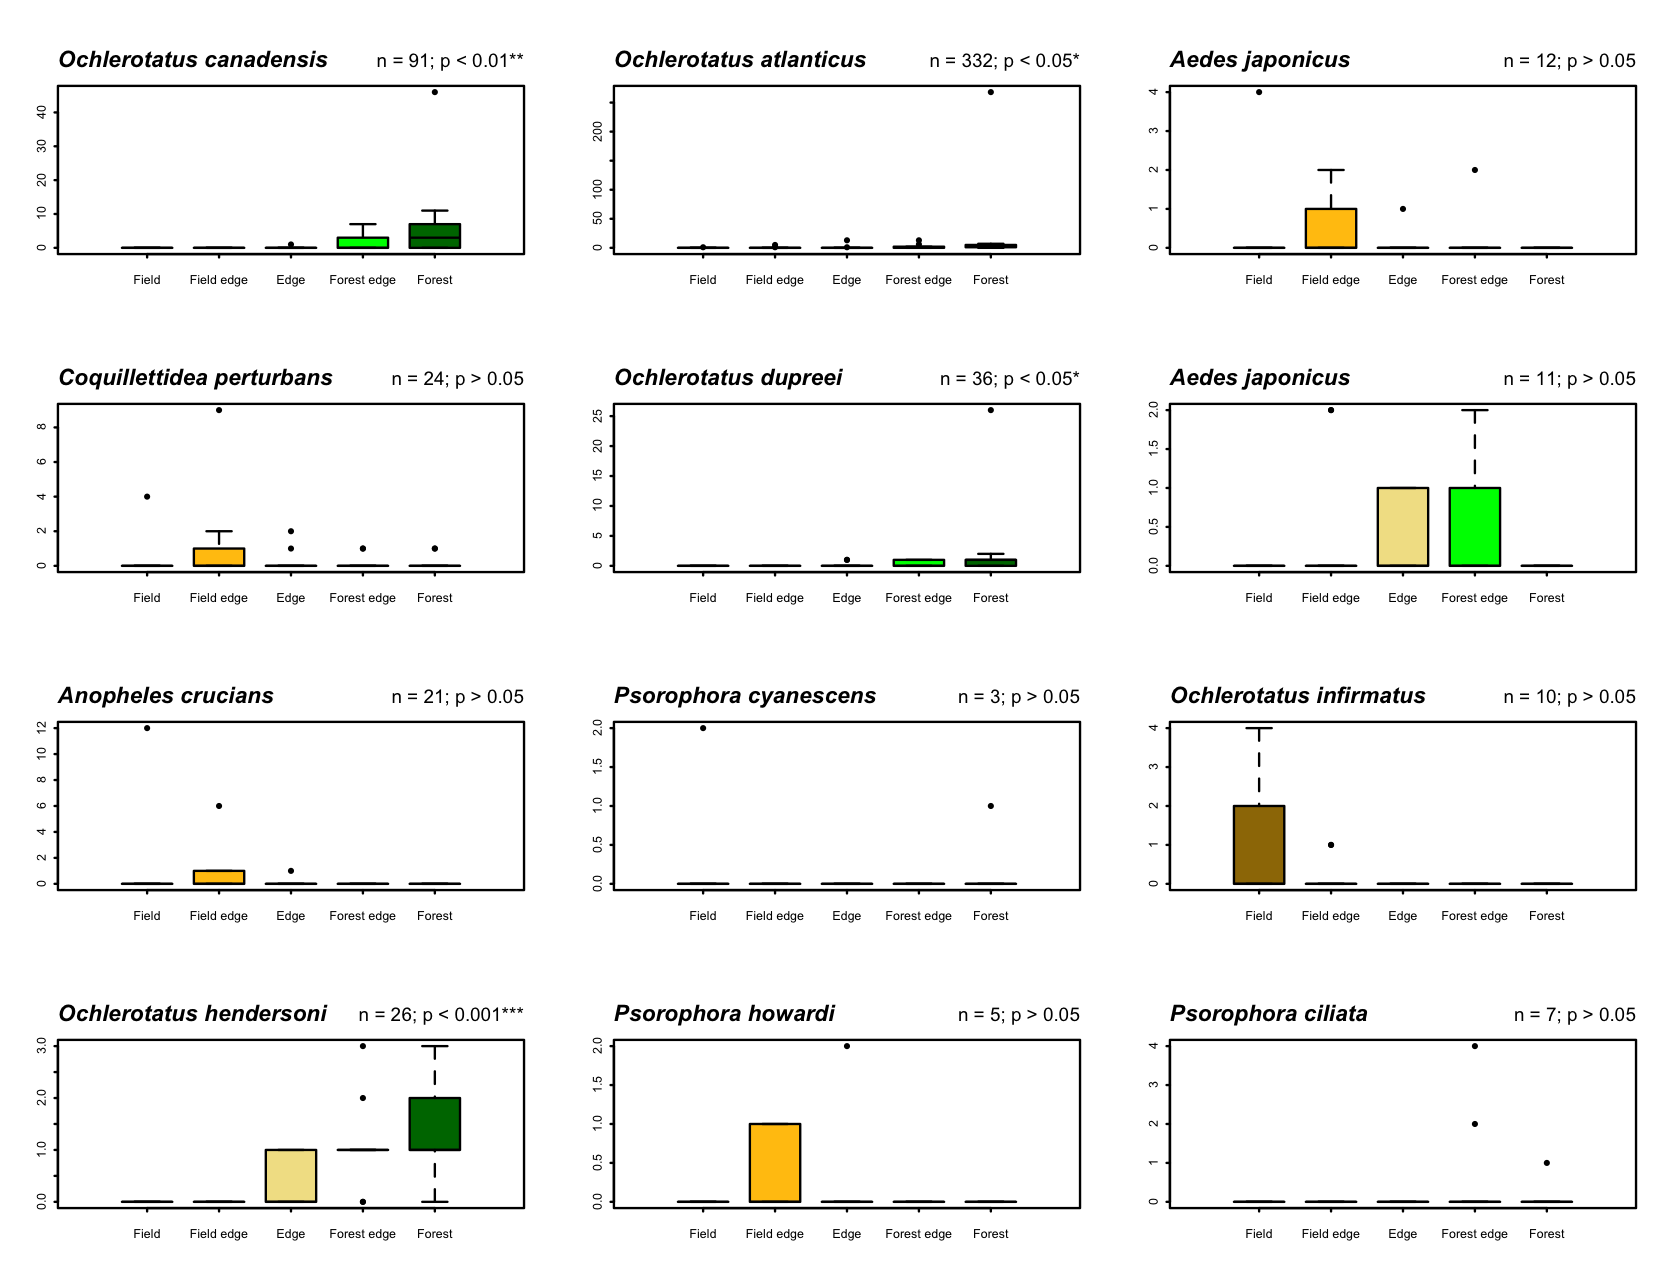 Ochlerotatus canadensis n = 91; p < 0.01**
0 10 20 30 40
Field Field edge Edge Forest edge Forest
Ochlerotatus atlanticus n = 332; p < 0.05*
0 50 100 200
Field Field edge Edge Forest edge Forest
Aedes japonicus n = 12; p > 0.05
0 1 2 3 4
Field Field edge Edge Forest edge Forest
Coquillettidea perturbans n = 24; p > 0.05
0 2 4 6 8
Field Field edge Edge Forest edge Forest
Ochlerotatus dupreei n = 36; p < 0.05*
0 5 10 15 20 25
Field Field edge Edge Forest edge Forest
Aedes japonicus n = 11; p > 0.05
0.0 0.5 1.0 1.5 2.0
Field Field edge Edge Forest edge Forest
Anopheles crucians n = 21; p > 0.05
0 2 4 6 8 10 12
Field Field edge Edge Forest edge Forest
Psorophora cyanescens n = 3; p > 0.05
0.0 0.5 1.0 1.5 2.0
Field Field edge Edge Forest edge Forest
Ochlerotatus infirmatus n = 10; p > 0.05
0 1 2 3 4
Field Field edge Edge Forest edge Forest
Ochlerotatus hendersoni n = 26; p < 0.001***
0.0 1.0 2.0 3.0
Field Field edge Edge Forest edge Forest
Psorophora howardi n = 5; p > 0.05
0.0 0.5 1.0 1.5 2.0
Field Field edge Edge Forest edge Forest
Psorophora ciliata n = 7; p > 0.05
0 1 2 3 4
Field Field edge Edge Forest edge Forest